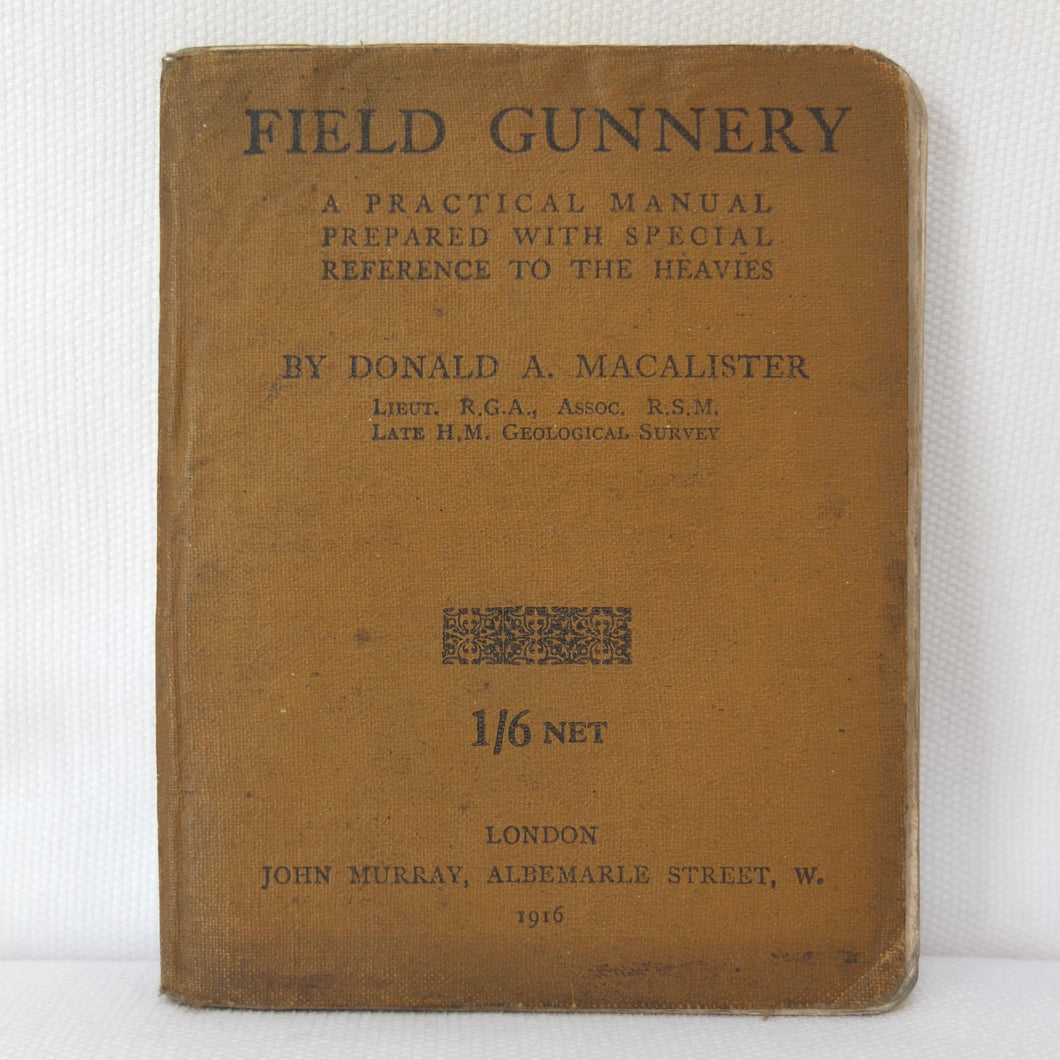 FIELD GUNNERY
A PRACTICAL MANUAL
PREPARED WITH SPECIAL
REFERENCE TO THE HEAVIES
BY DONALD A. MACALISTER
LIEUT. R.G.A., ASSOC. R.S.M.
LATE H.M. GEOLOGICAL SURVEY
1/6 NET
LONDON
JOHN MURRAY, ALBEMARLE STREET, W.
1916